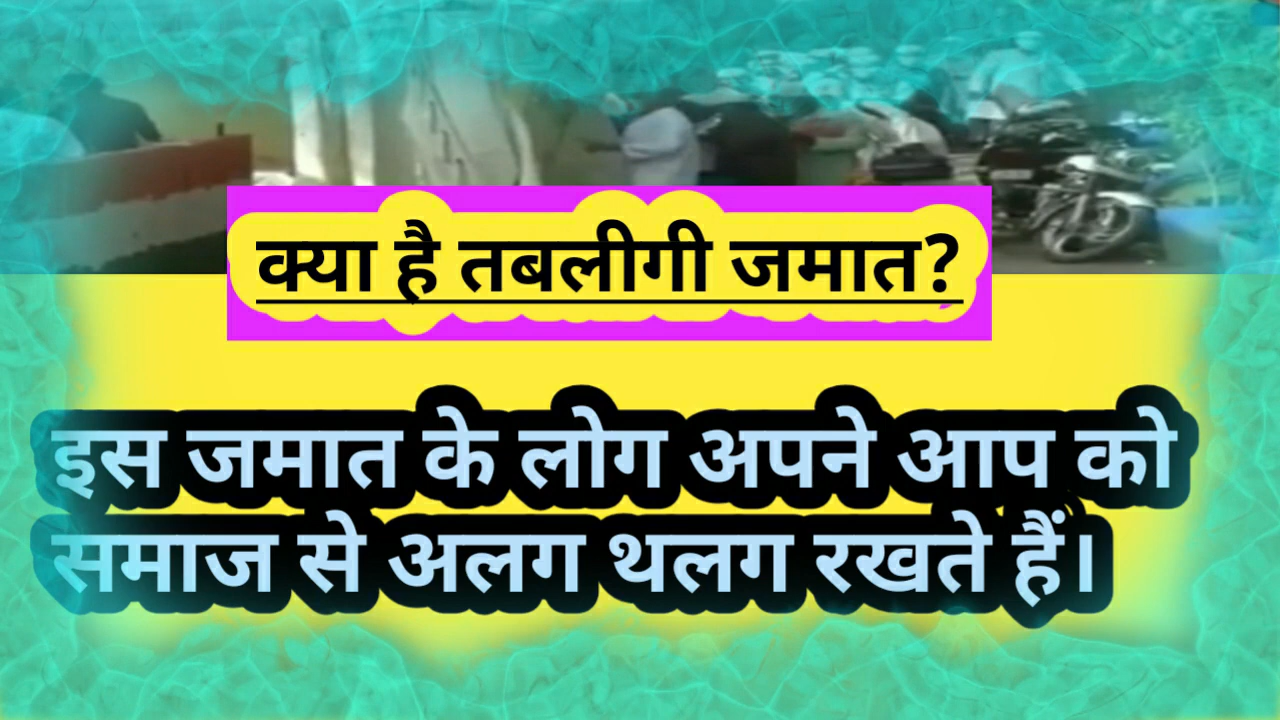 क्या है तबलीगी जमात?
इस जमात के लोग अपने आप को
समाज से अलग थलग रखते हैं।